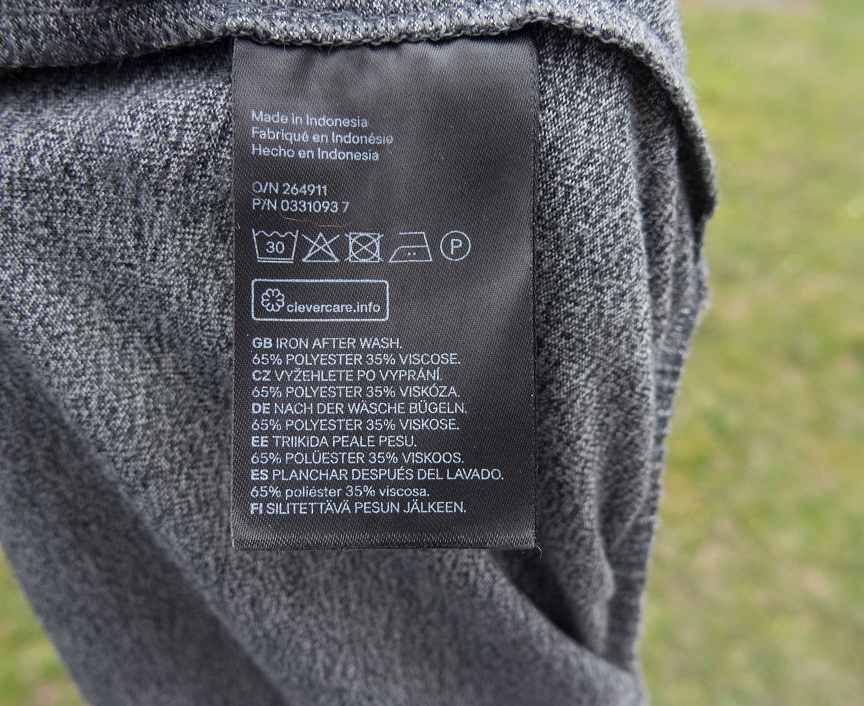 Made in Indonesia
Fabriqué en Indonésie
Hecho en Indonesia
O/N 264911
P/N 0331093 7
30 P
clevercare.info
GB IRON AFTER WASH.
65% POLYESTER 35% VISCOSE.
CZ VYŽEHLETE PO VYPRÁNÍ.
65% POLYESTER 35% VISKÓZA.
DE NACH DER WÄSCHE BÜGELN.
65% POLYESTER 35% VISKOSE.
EE TRIIKIDA PEALE PESU.
65% POLÜESTER 35% VISKOOS.
ES PLANCHAR DESPUÉS DEL LAVADO.
65% poliéster 35% viscosa.
FI SILITETTÄVÄ PESUN JÄLKEEN.